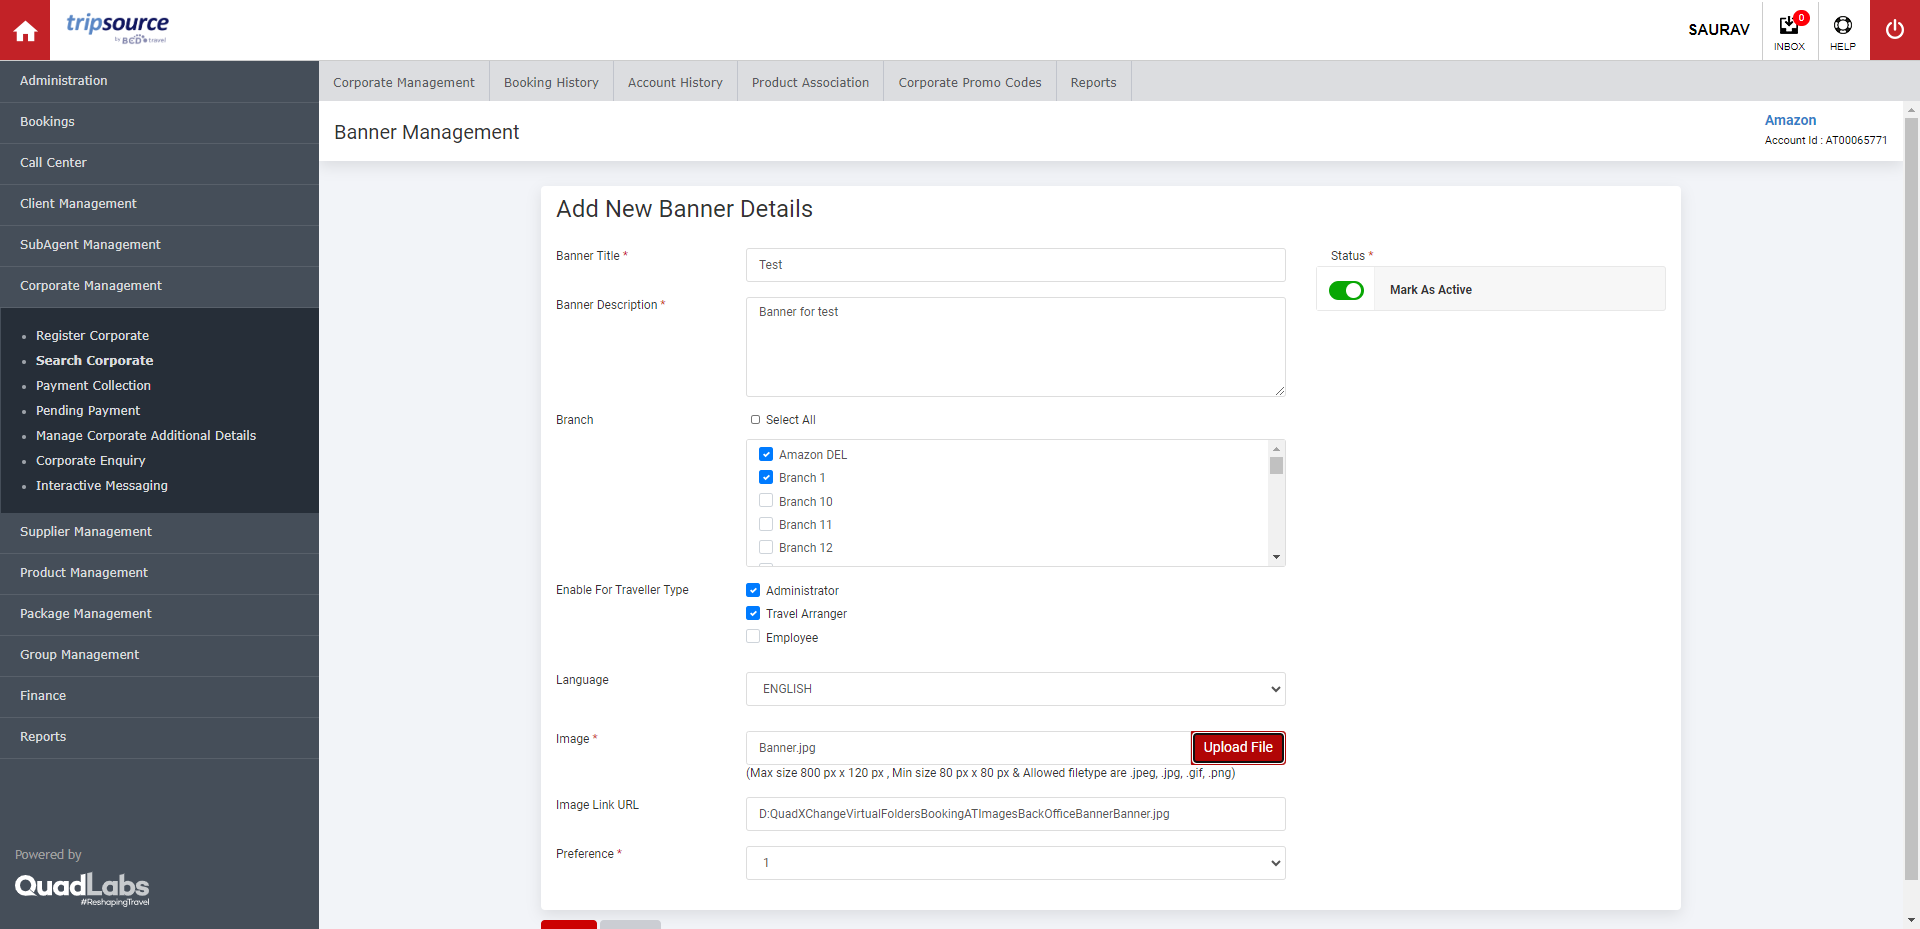 tripsource
by BCD travel
SAURAV
0
INBOX
HELP
Administration
Bookings
Call Center
Client Management
SubAgent Management
Corporate Management
Register Corporate
Search Corporate
Payment Collection
Pending Payment
Manage Corporate Additional Details
Corporate Enquiry
Interactive Messaging
Supplier Management
Product Management
Package Management
Group Management
Finance
Reports
Powered by
QuadLabs
#ReshapingTravel
Corporate Management
Booking History
Account History
Product Association
Corporate Promo Codes
Reports
Banner Management
Amazon
Account Id : AT00065771
Add New Banner Details
Banner Title *
Test
Status *
Mark As Active
Banner Description *
Banner for test
Branch
Select All
Amazon DEL
Branch 1
Branch 10
Branch 11
Branch 12
Enable For Traveller Type
Administrator
Travel Arranger
Employee
Language
ENGLISH
Image *
Banner.jpg
Upload File
(Max size 800 px x 120 px , Min size 80 px x 80 px & Allowed filetype are .jpeg, .jpg, .gif, .png)
Image Link URL
D:QuadXChangeVirtualFoldersBookingATImagesBackOfficeBannerBanner.jpg
Preference *
1